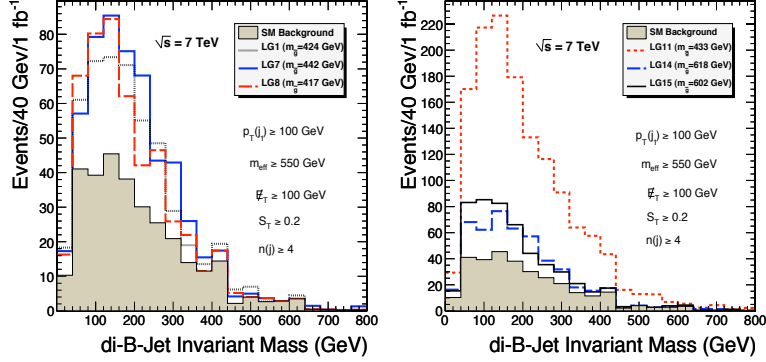 Events/40 Gev/1 fb⁻¹
80
70
60
50
40
30
20
10
0
100 200 300 400 500 600 700 800
di-B-Jet Invariant Mass (GeV)
√s = 7 TeV
SM Background
LG1 (m_g̃=424 GeV)
LG7 (m_g̃=442 GeV)
LG8 (m_g̃=417 GeV)
p_T(j_1) ≥ 100 GeV
m_eff ≥ 550 GeV
E̸_T ≥ 100 GeV
S_T ≥ 0.2
n(j) ≥ 4
Events/40 GeV/1 fb⁻¹
220
200
180
160
140
120
100
80
60
40
20
0
0 100 200 300 400 500 600 700 800
di-B-Jet Invariant Mass (GeV)
√s = 7 TeV
SM Background
LG11 (m_g̃=433 GeV)
LG14 (m_g̃=618 GeV)
LG15 (m_g̃=602 GeV)
p_T(j_1) ≥ 100 GeV
m_eff ≥ 550 GeV
E̸_T ≥ 100 GeV
S_T ≥ 0.2
n(j) ≥ 4